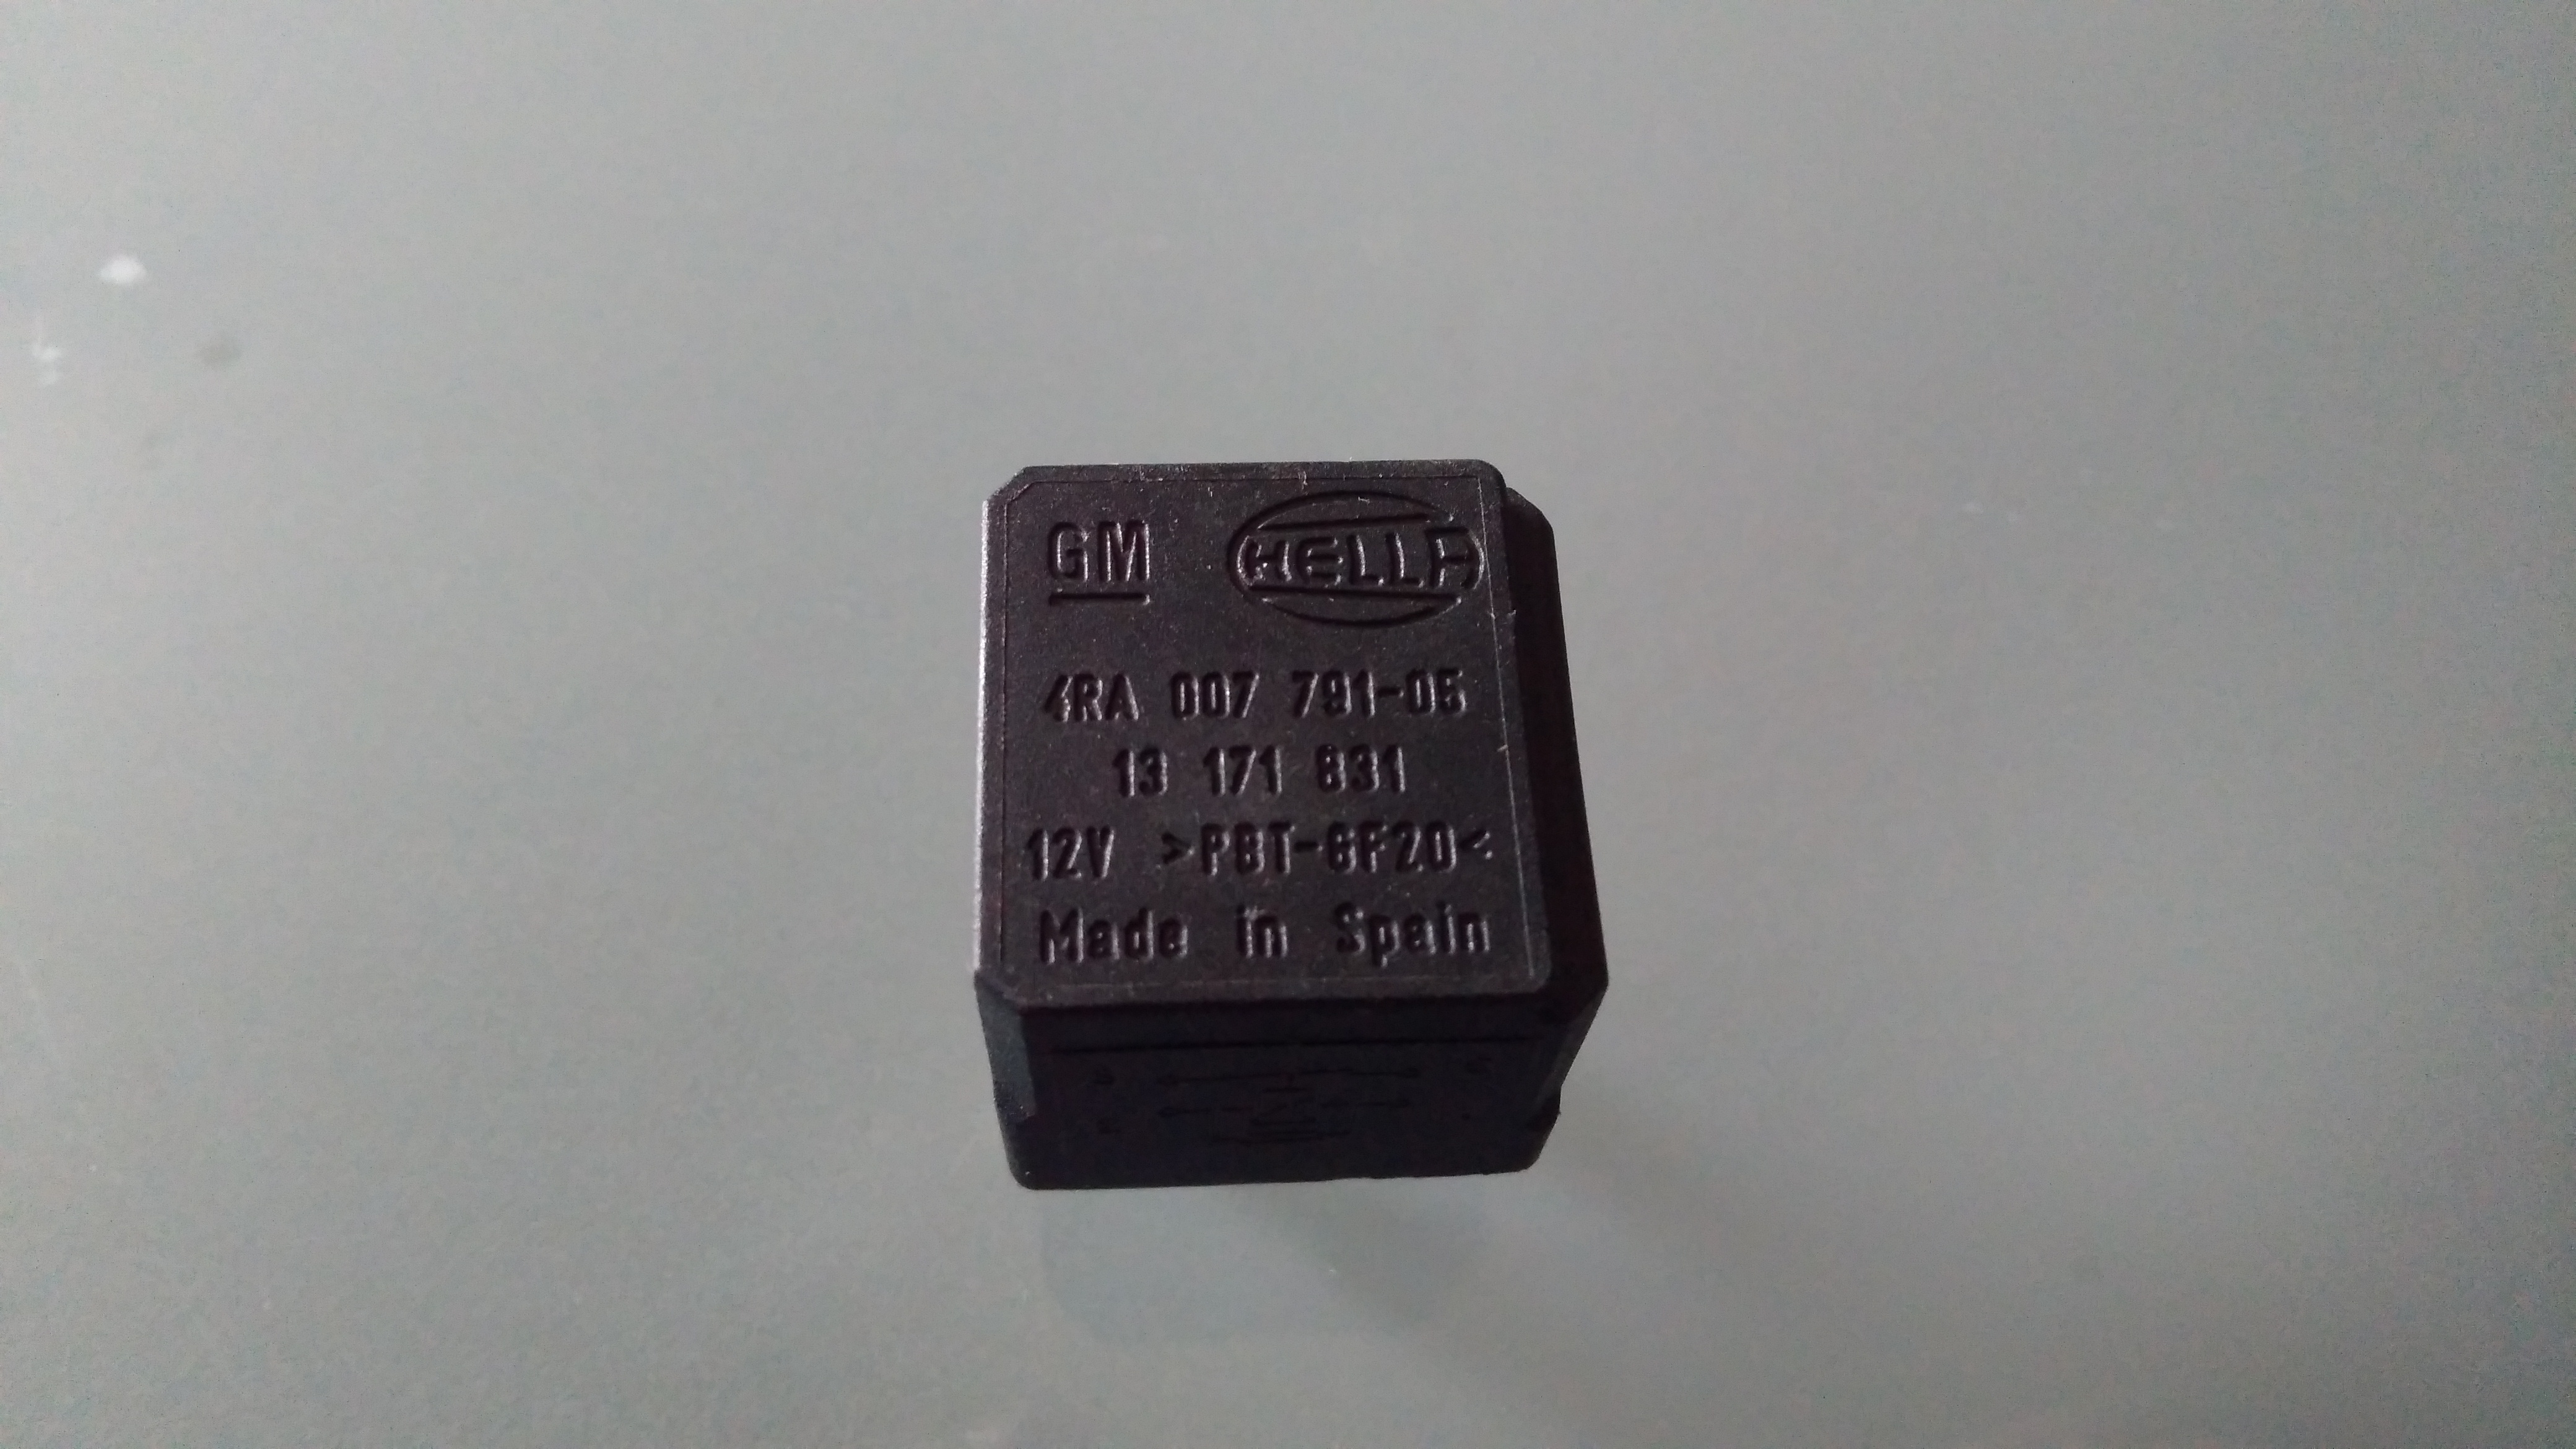 GM HELLA
4RA 007 791-05
13 171 831
12V >PBT-GF20<
Made in Spain